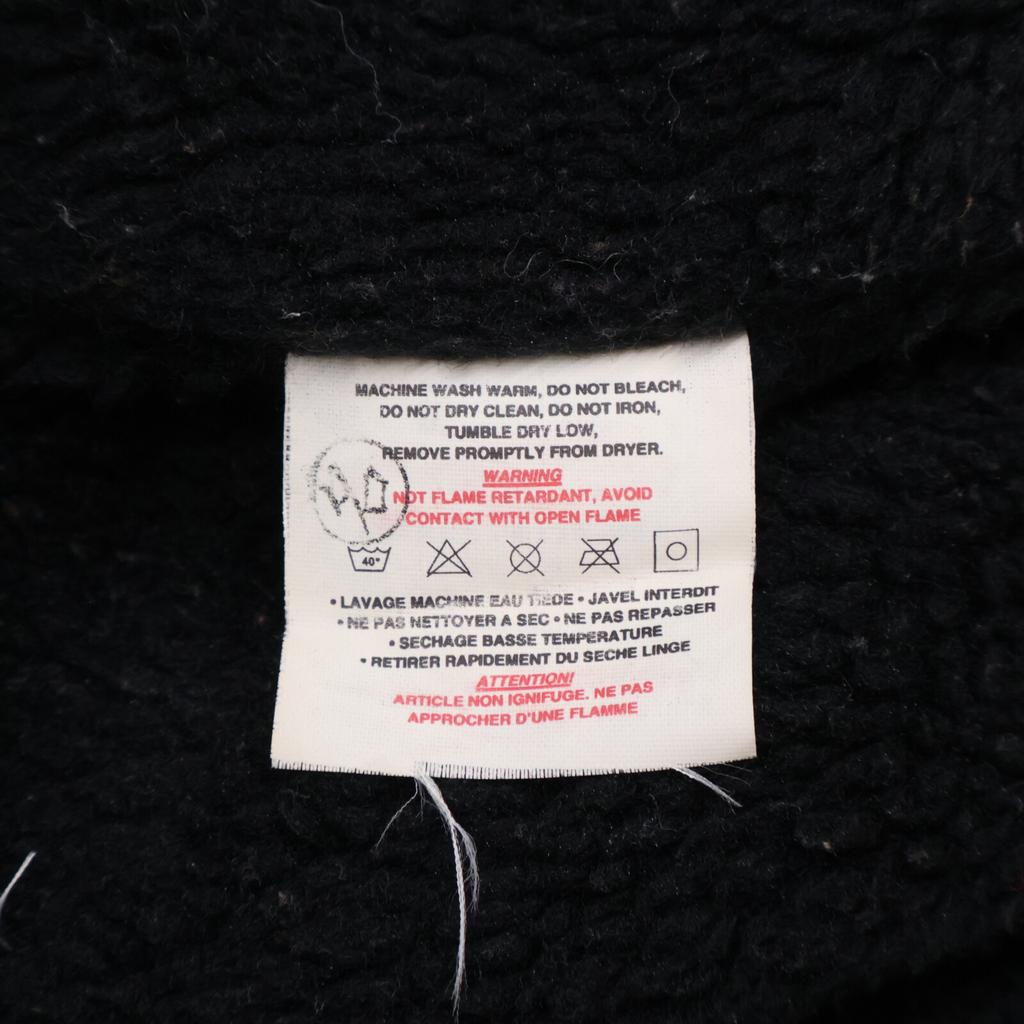 MACHINE WASH WARM, DO NOT BLEACH,
DO NOT DRY CLEAN, DO NOT IRON,
TUMBLE DRY LOW,
REMOVE PROMPTLY FROM DRYER.
WARNING
NOT FLAME RETARDANT, AVOID
CONTACT WITH OPEN FLAME
40°
• LAVAGE MACHINE EAU TIEDE • JAVEL INTERDIT
• NE PAS NETTOYER A SEC • NE PAS REPASSER
• SECHAGE BASSE TEMPERATURE
• RETIRER RAPIDEMENT DU SECHE LINGE
ATTENTION!
ARTICLE NON IGNIFUGE. NE PAS
APPROCHER D'UNE FLAMME